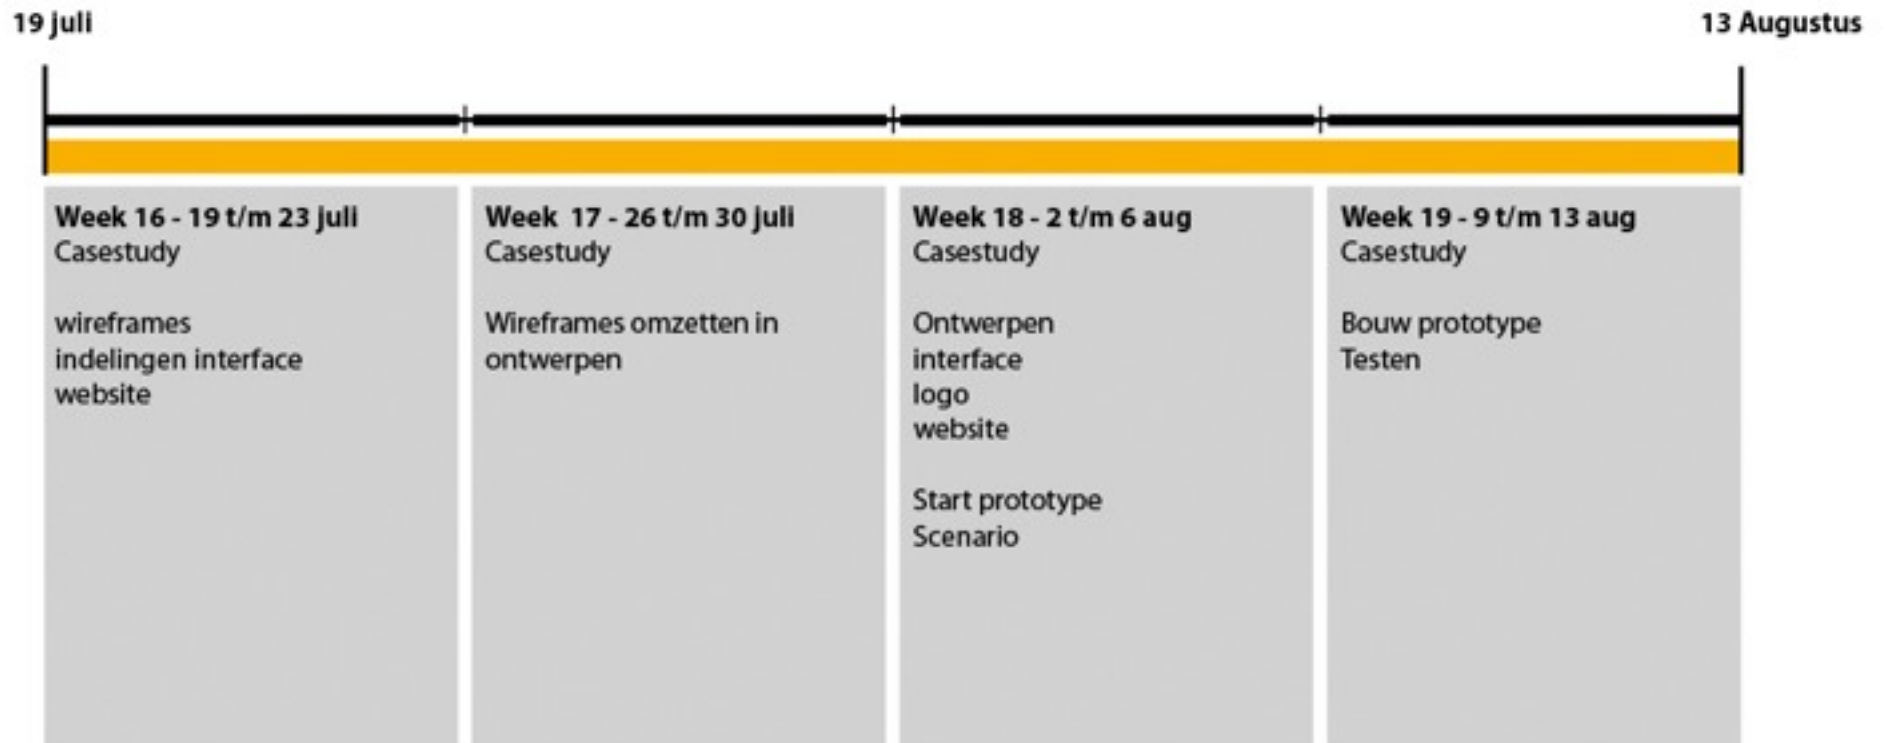 19 juli
13 Augustus
Week 16 - 19 t/m 23 juli
Casestudy
wireframes
indelingen interface
website
Week  17 - 26 t/m 30 juli
Casestudy
Wireframes omzetten in
ontwerpen
Week 18 - 2 t/m 6 aug
Casestudy
Ontwerpen
interface
logo
website
Start prototype
Scenario
Week 19 - 9 t/m 13 aug
Casestudy
Bouw prototype
Testen